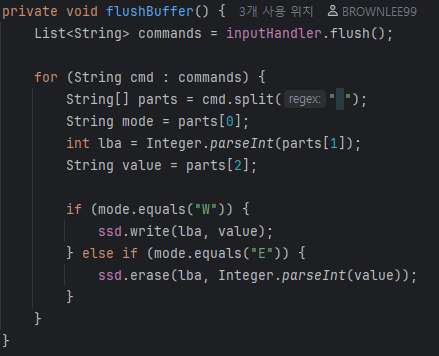 private void flushBuffer() { 3개 사용 위치 BROWNLEE99
    List<String> commands = inputHandler.flush();

    for (String cmd : commands) {
        String[] parts = cmd.split( regex: " ");
        String mode = parts[0];
        int lba = Integer.parseInt(parts[1]);
        String value = parts[2];

        if (mode.equals("W")) {
            ssd.write(lba, value);
        } else if (mode.equals("E")) {
            ssd.erase(lba, Integer.parseInt(value));
        }
    }
}